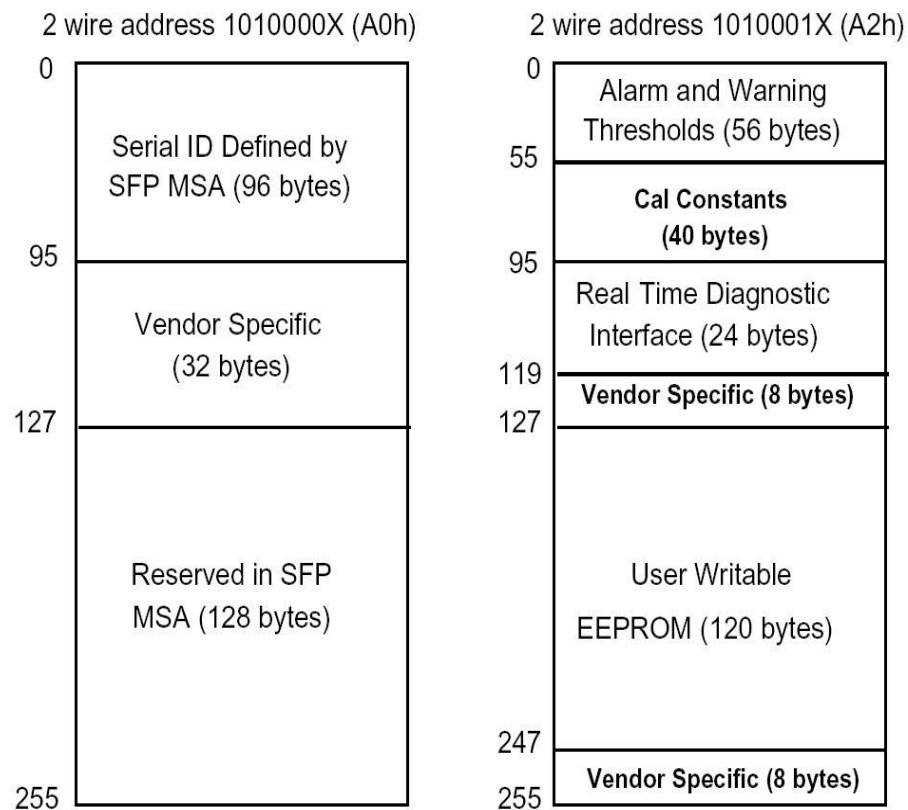 2 wire address 1010000X (A0h)
0
Serial ID Defined by
SFP MSA (96 bytes)
95
Vendor Specific
(32 bytes)
127
Reserved in SFP
MSA (128 bytes)
255
2 wire address 1010001X (A2h)
0
Alarm and Warning
Thresholds (56 bytes)
55
Cal Constants
(40 bytes)
95
Real Time Diagnostic
Interface (24 bytes)
119
Vendor Specific (8 bytes)
127
User Writable
EEPROM (120 bytes)
247
Vendor Specific (8 bytes)
255